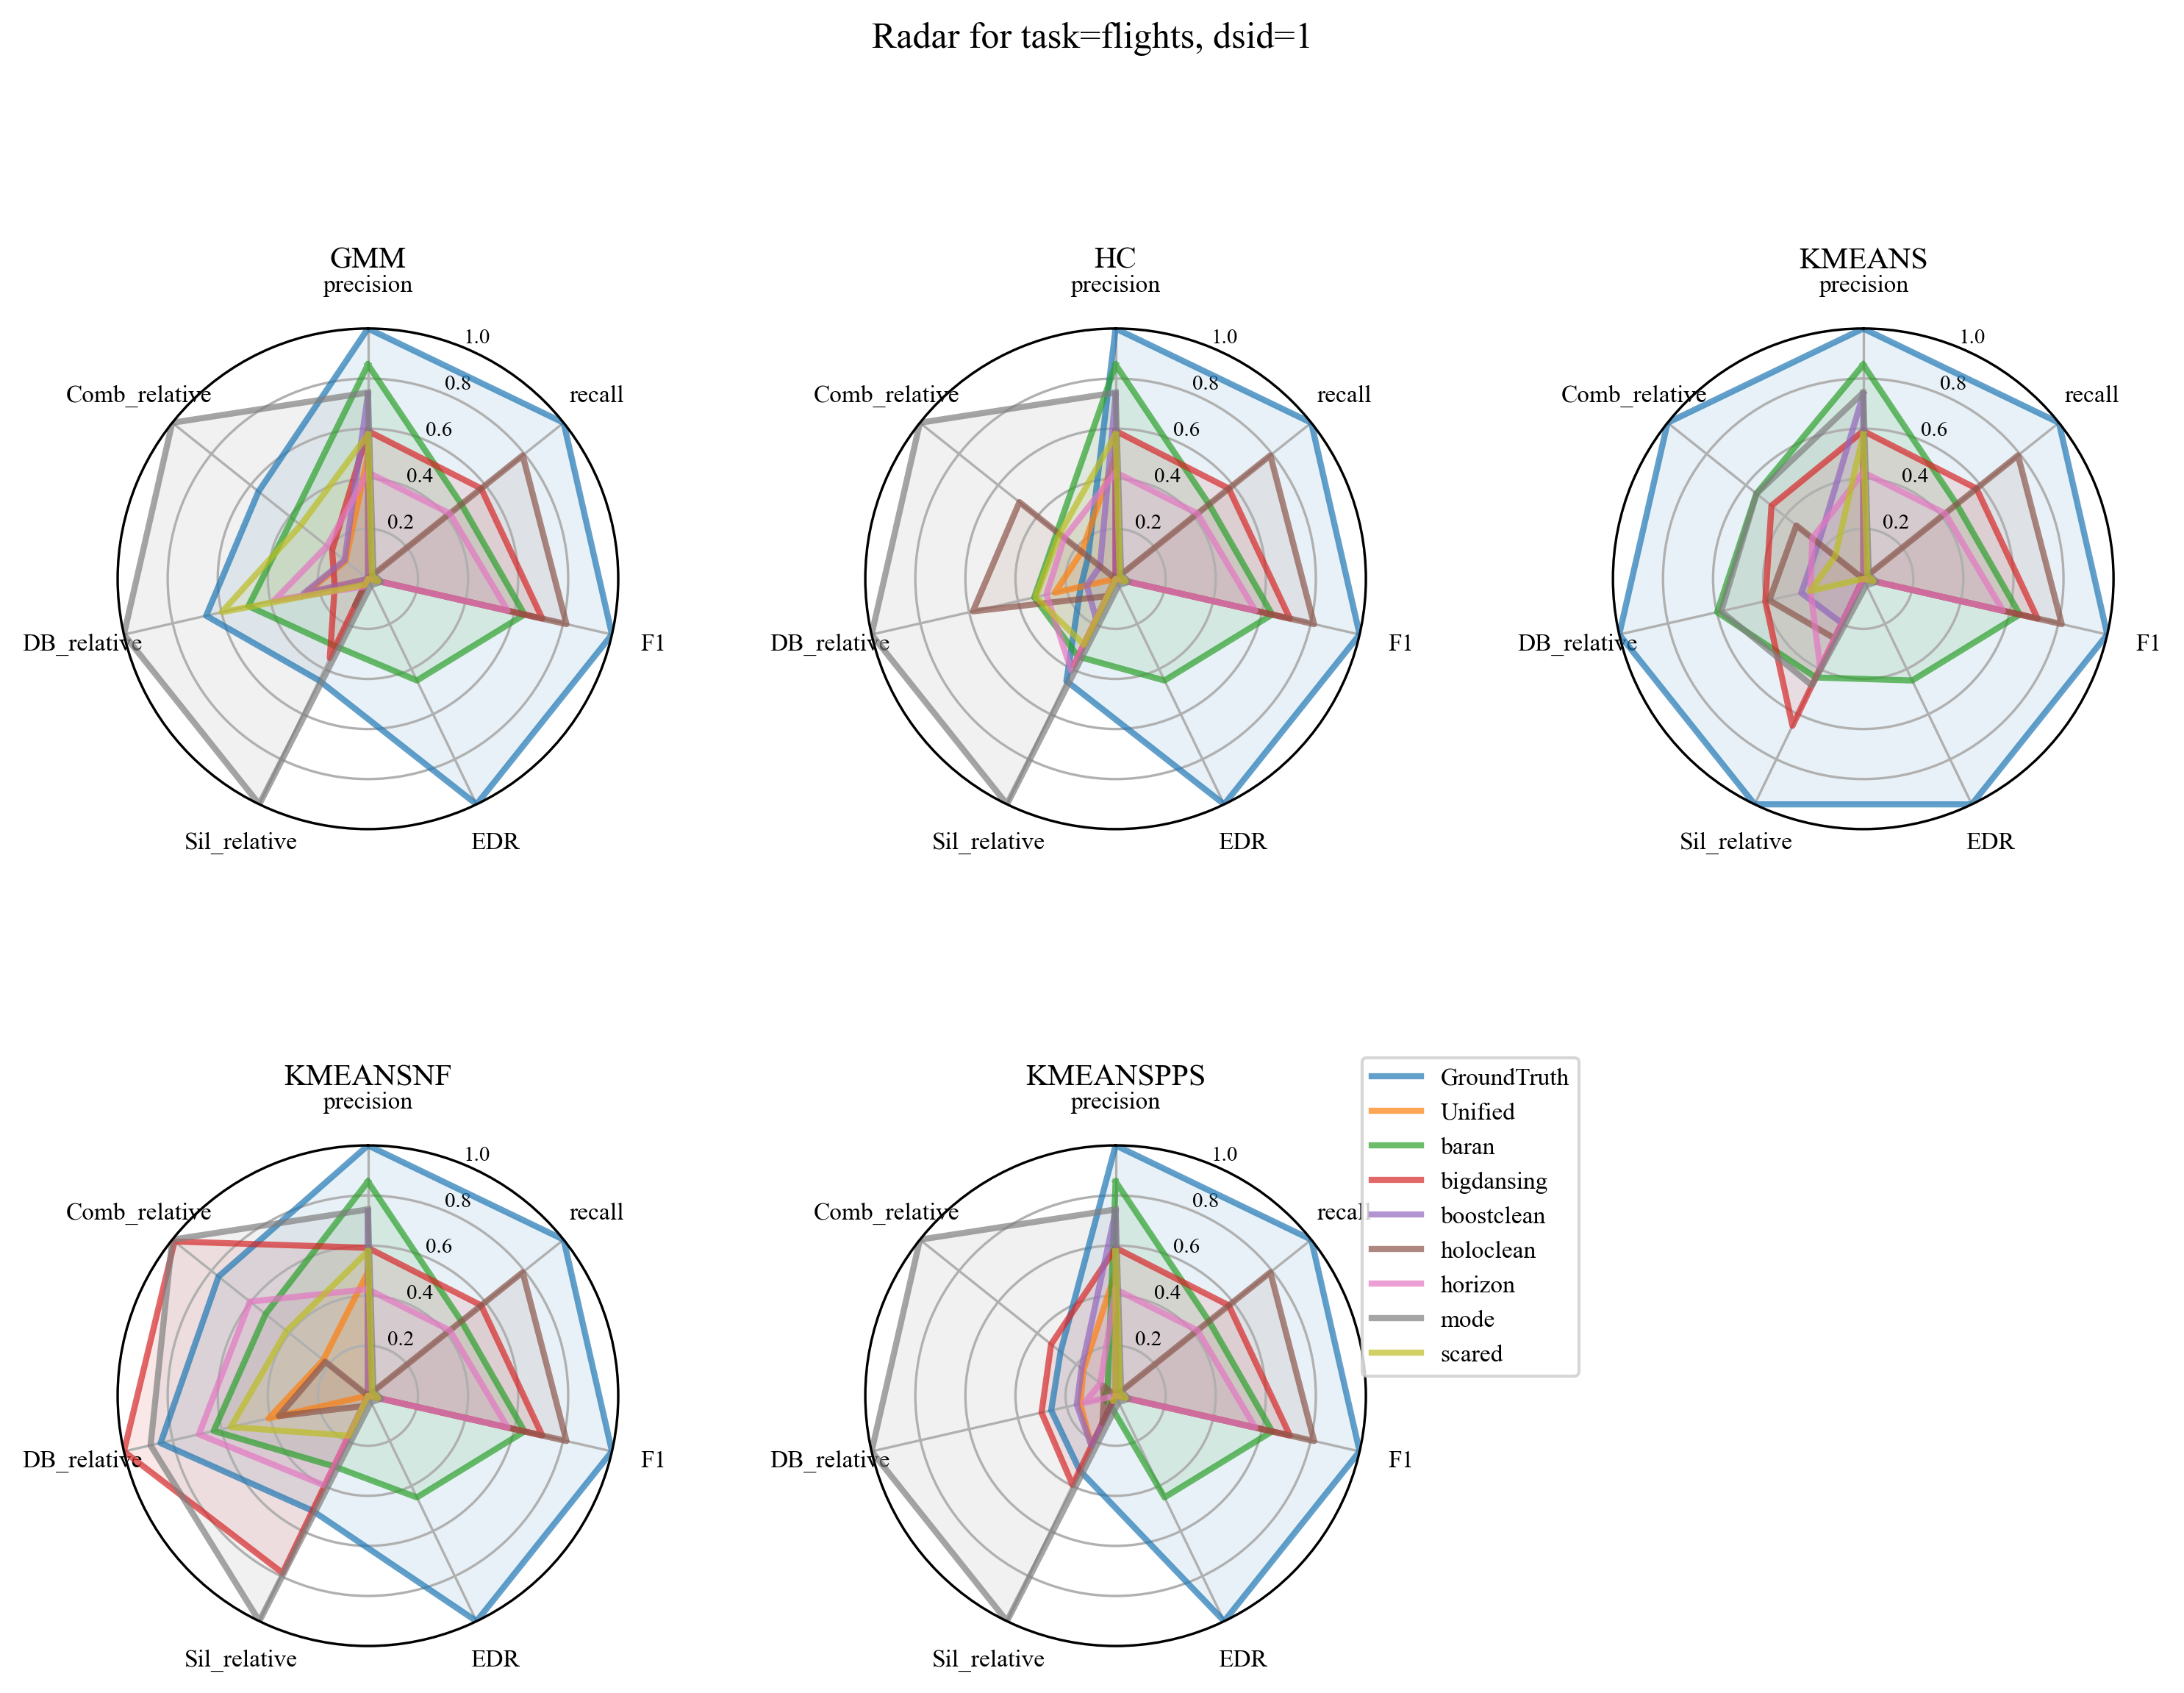 Radar for task=flights, dsid=1
GMM
precision
1.0
0.8
0.6
0.4
0.2
recall
Comb_relative
DB_relative
F1
Sil_relative
EDR
HC
precision
1.0
0.8
0.6
0.4
0.2
recall
Comb_relative
DB_relative
F1
Sil_relative
EDR
KMEANS
precision
1.0
0.8
0.6
0.4
0.2
recall
Comb_relative
DB_relative
F1
Sil_relative
EDR
KMEANSNF
precision
1.0
0.8
0.6
0.4
0.2
recall
Comb_relative
DB_relative
F1
Sil_relative
EDR
KMEANSPPS
precision
1.0
0.8
0.6
0.4
0.2
recall
Comb_relative
DB_relative
F1
Sil_relative
EDR
GroundTruth
Unified
baran
bigdansing
boostclean
holoclean
horizon
mode
scared